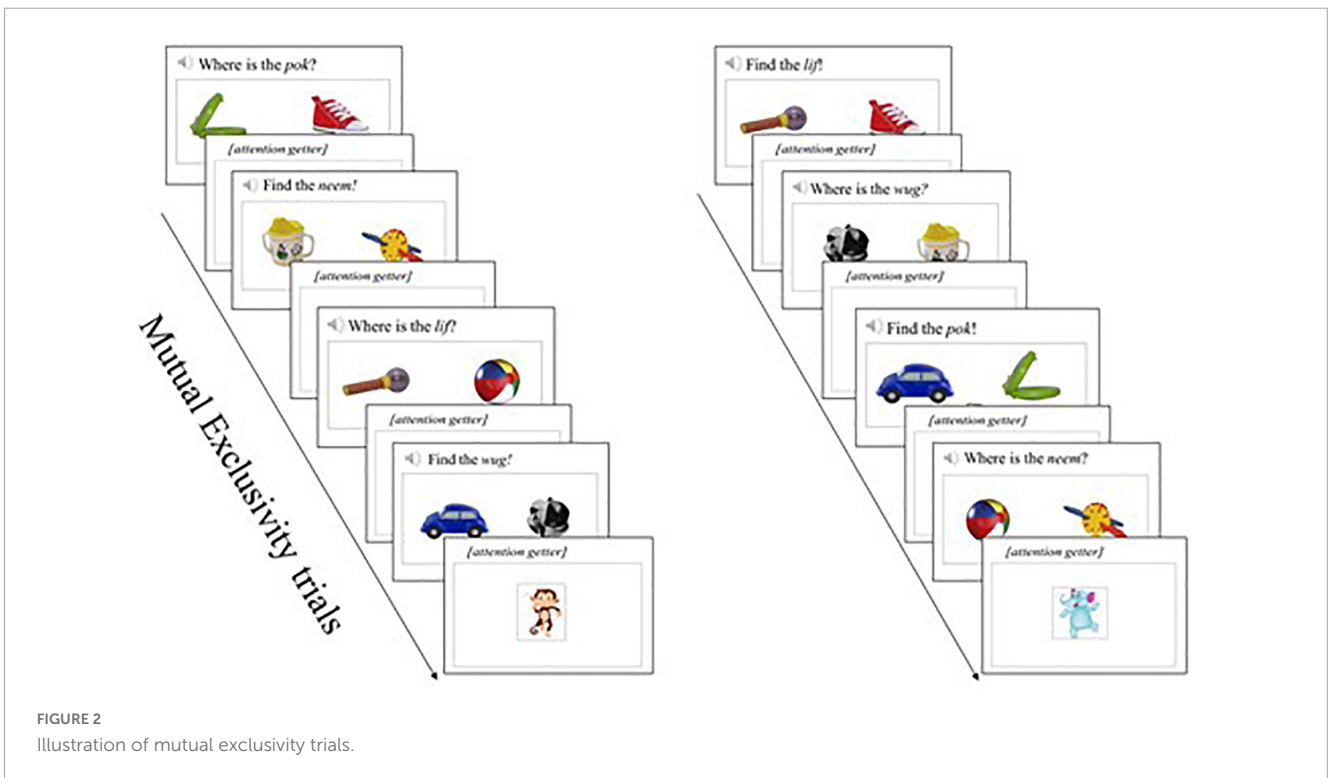 Where is the pok?
[attention getter]
Find the neem!
[attention getter]
Where is the lif?
[attention getter]
Find the wug!
[attention getter]
Mutual Exclusivity trials
Find the lif!
[attention getter]
Where is the wug?
[attention getter]
Find the pok!
[attention getter]
Where is the neem?
[attention getter]
FIGURE 2
Illustration of mutual exclusivity trials.